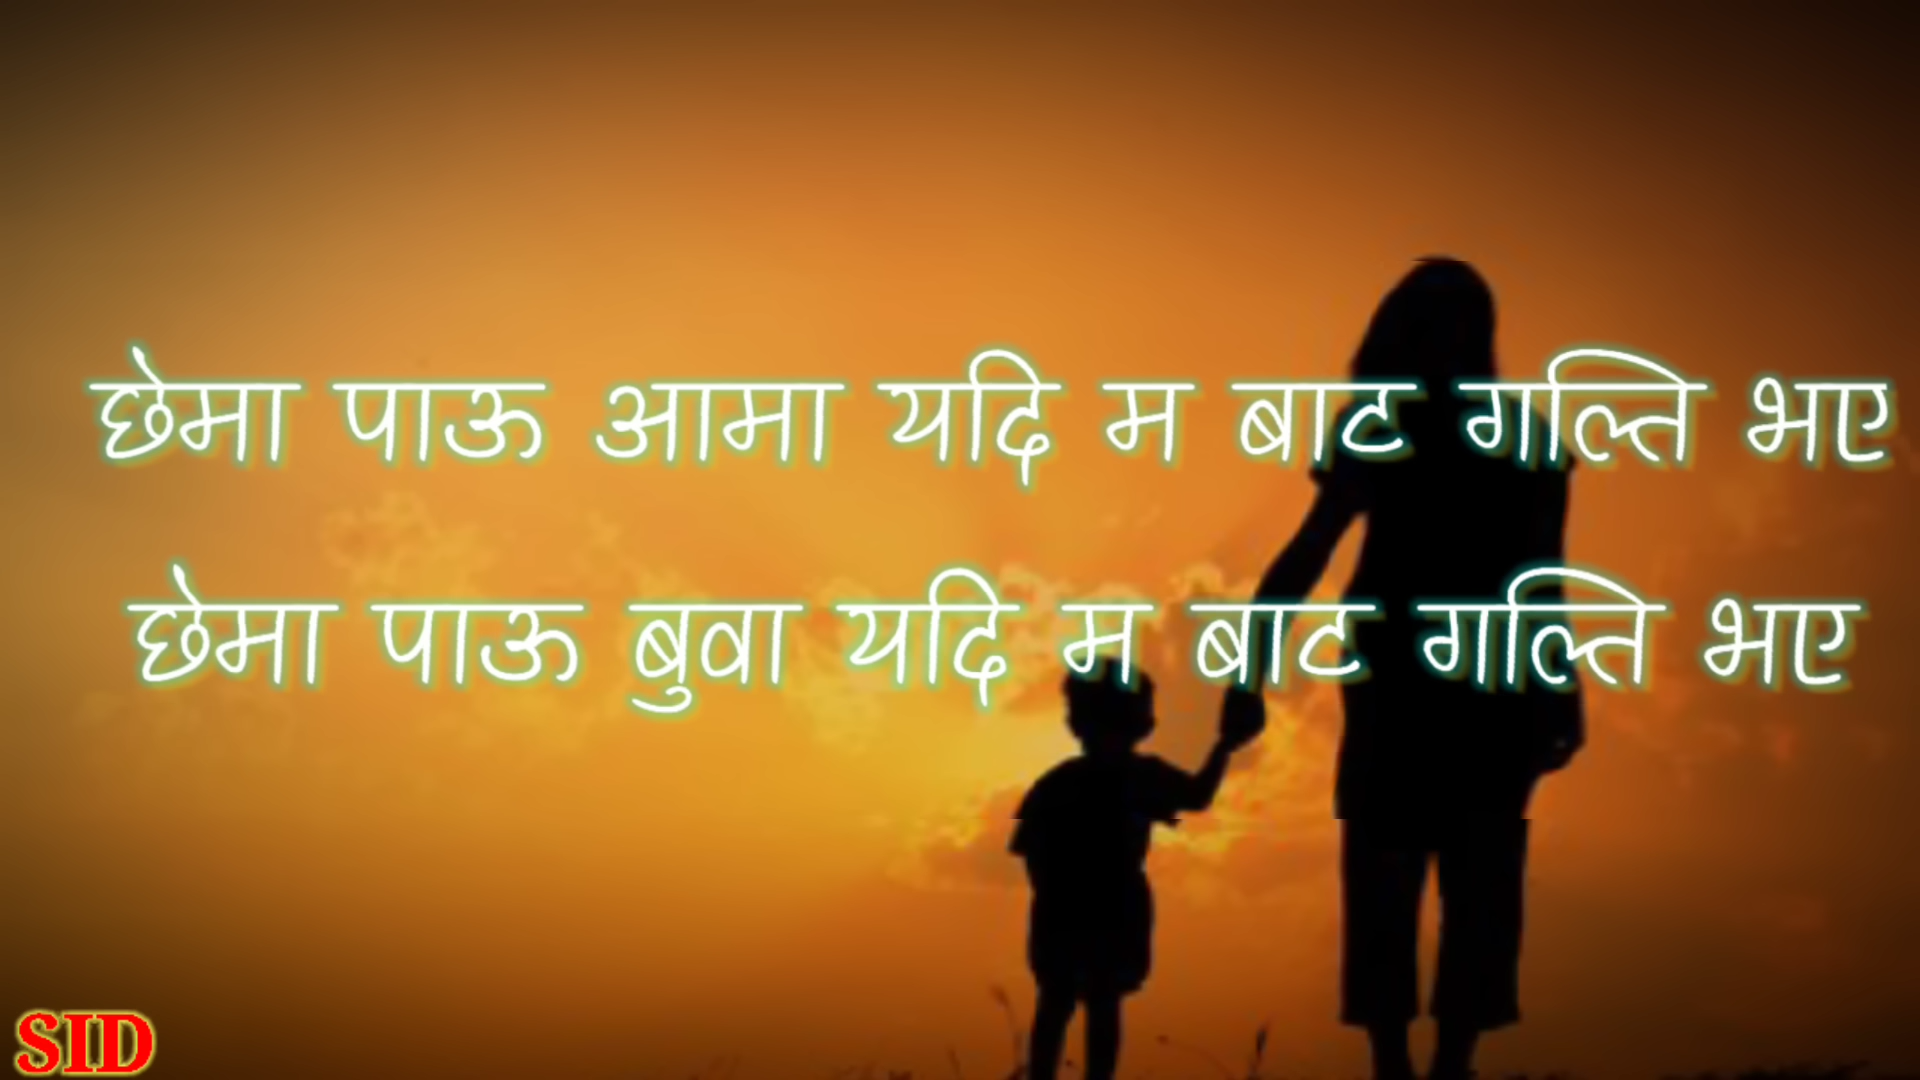 छेमा पाऊ आमा यदि म बाट गल्ति भए
छेमा पाऊ बुवा यदि म बाट गल्ति भए
SID